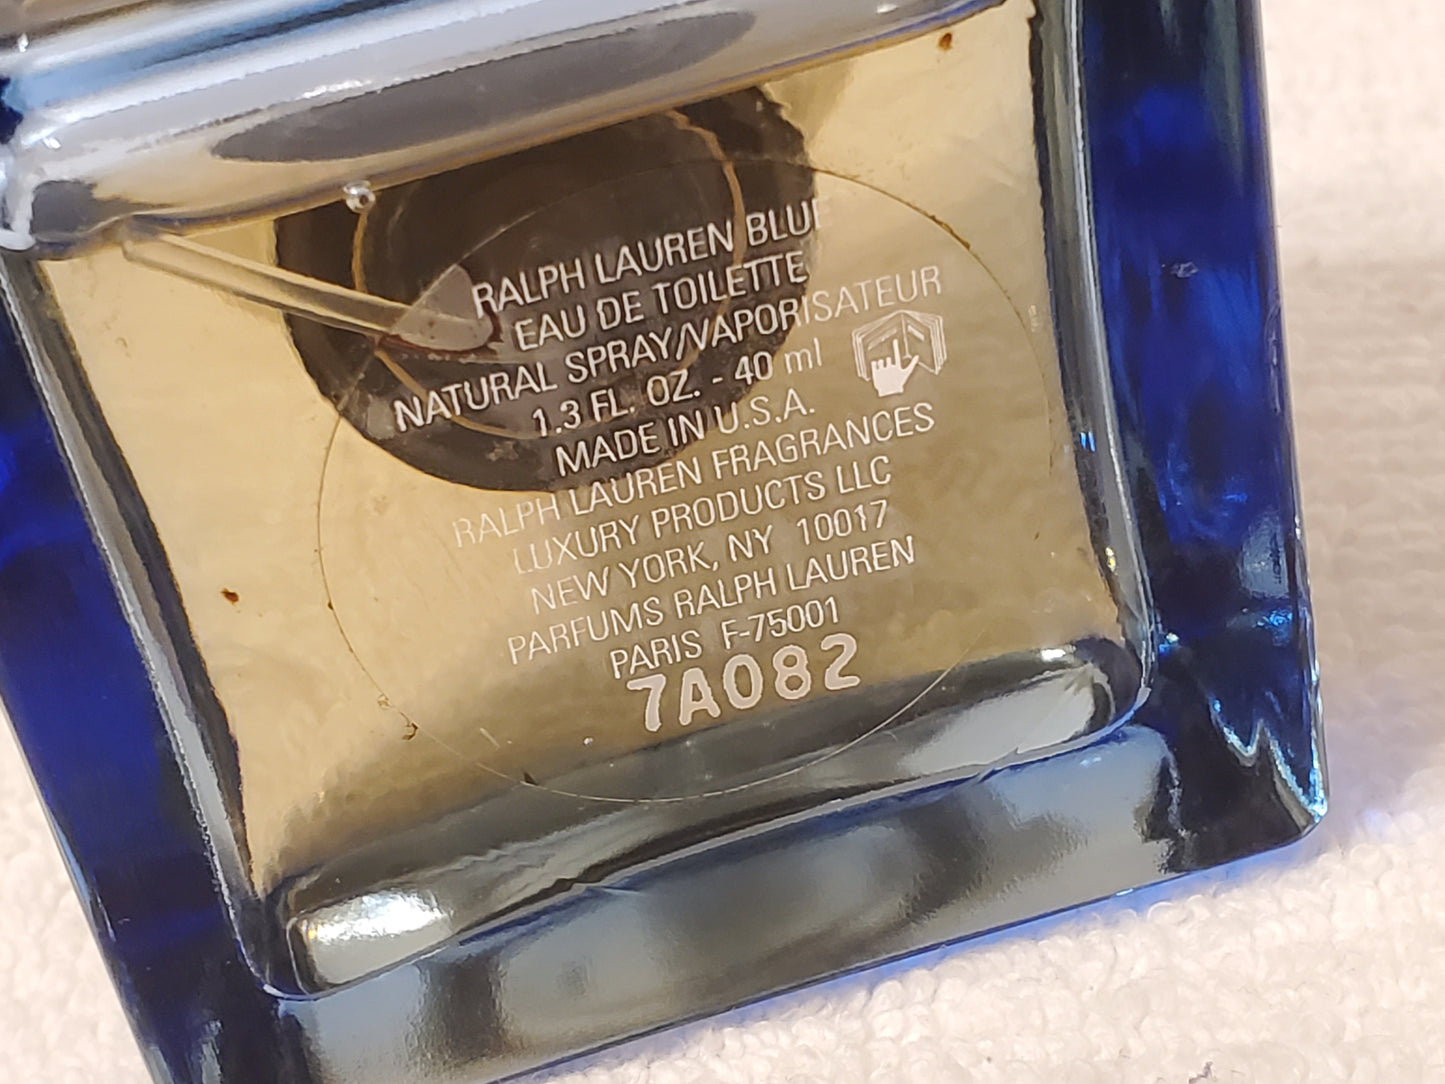 RALPH LAUREN BLUE
EAU DE TOILETTE
NATURAL SPRAY/VAPORISATEUR
1.3 FL. OZ. - 40 ml
MADE IN U.S.A.
RALPH LAUREN FRAGRANCES
LUXURY PRODUCTS LLC
NEW YORK, NY 10017
PARFUMS RALPH LAUREN
PARIS F-75001
7A082